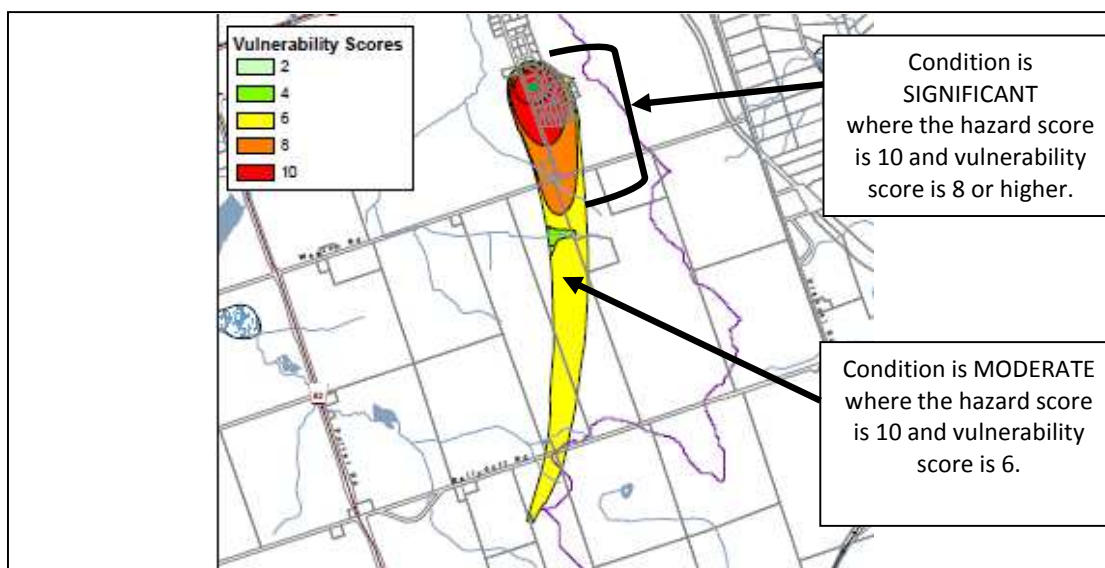 Vulnerability Scores
2
4
6
8
10
Condition is
SIGNIFICANT
where the hazard score
is 10 and vulnerability
score is 8 or higher.
Condition is MODERATE
where the hazard score
is 10 and vulnerability
score is 6.